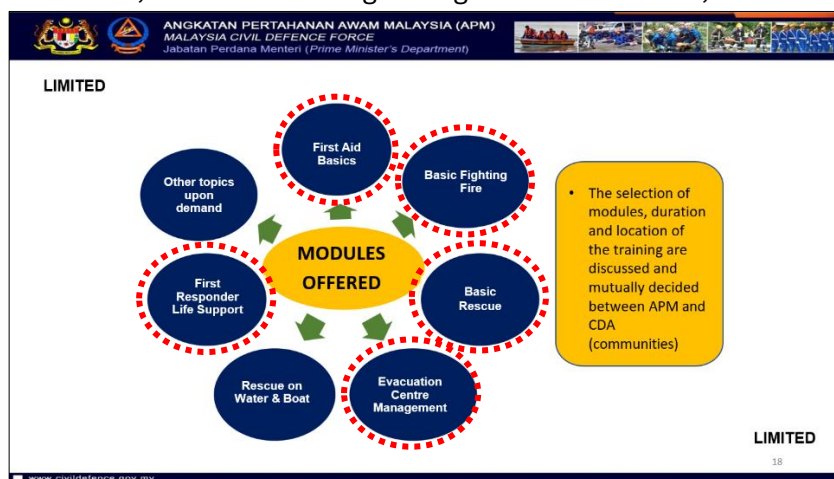 ANGKATAN PERTAHANAN AWAM MALAYSIA (APM)
MALAYSIA CIVIL DEFENCE FORCE
Jabatan Perdana Menteri (Prime Minister's Department)
LIMITED
First Aid
Basics
Basic Fighting
Fire
Other topics
upon
demand
MODULES
OFFERED
First
Responder
Life Support
Basic
Rescue
Rescue on
Water & Boat
Evacuation
Centre
Management
• The selection of
modules, duration
and location of
the training are
discussed and
mutually decided
between APM and
CDA
(communities)
LIMITED
18
www.civildefence.gov.my